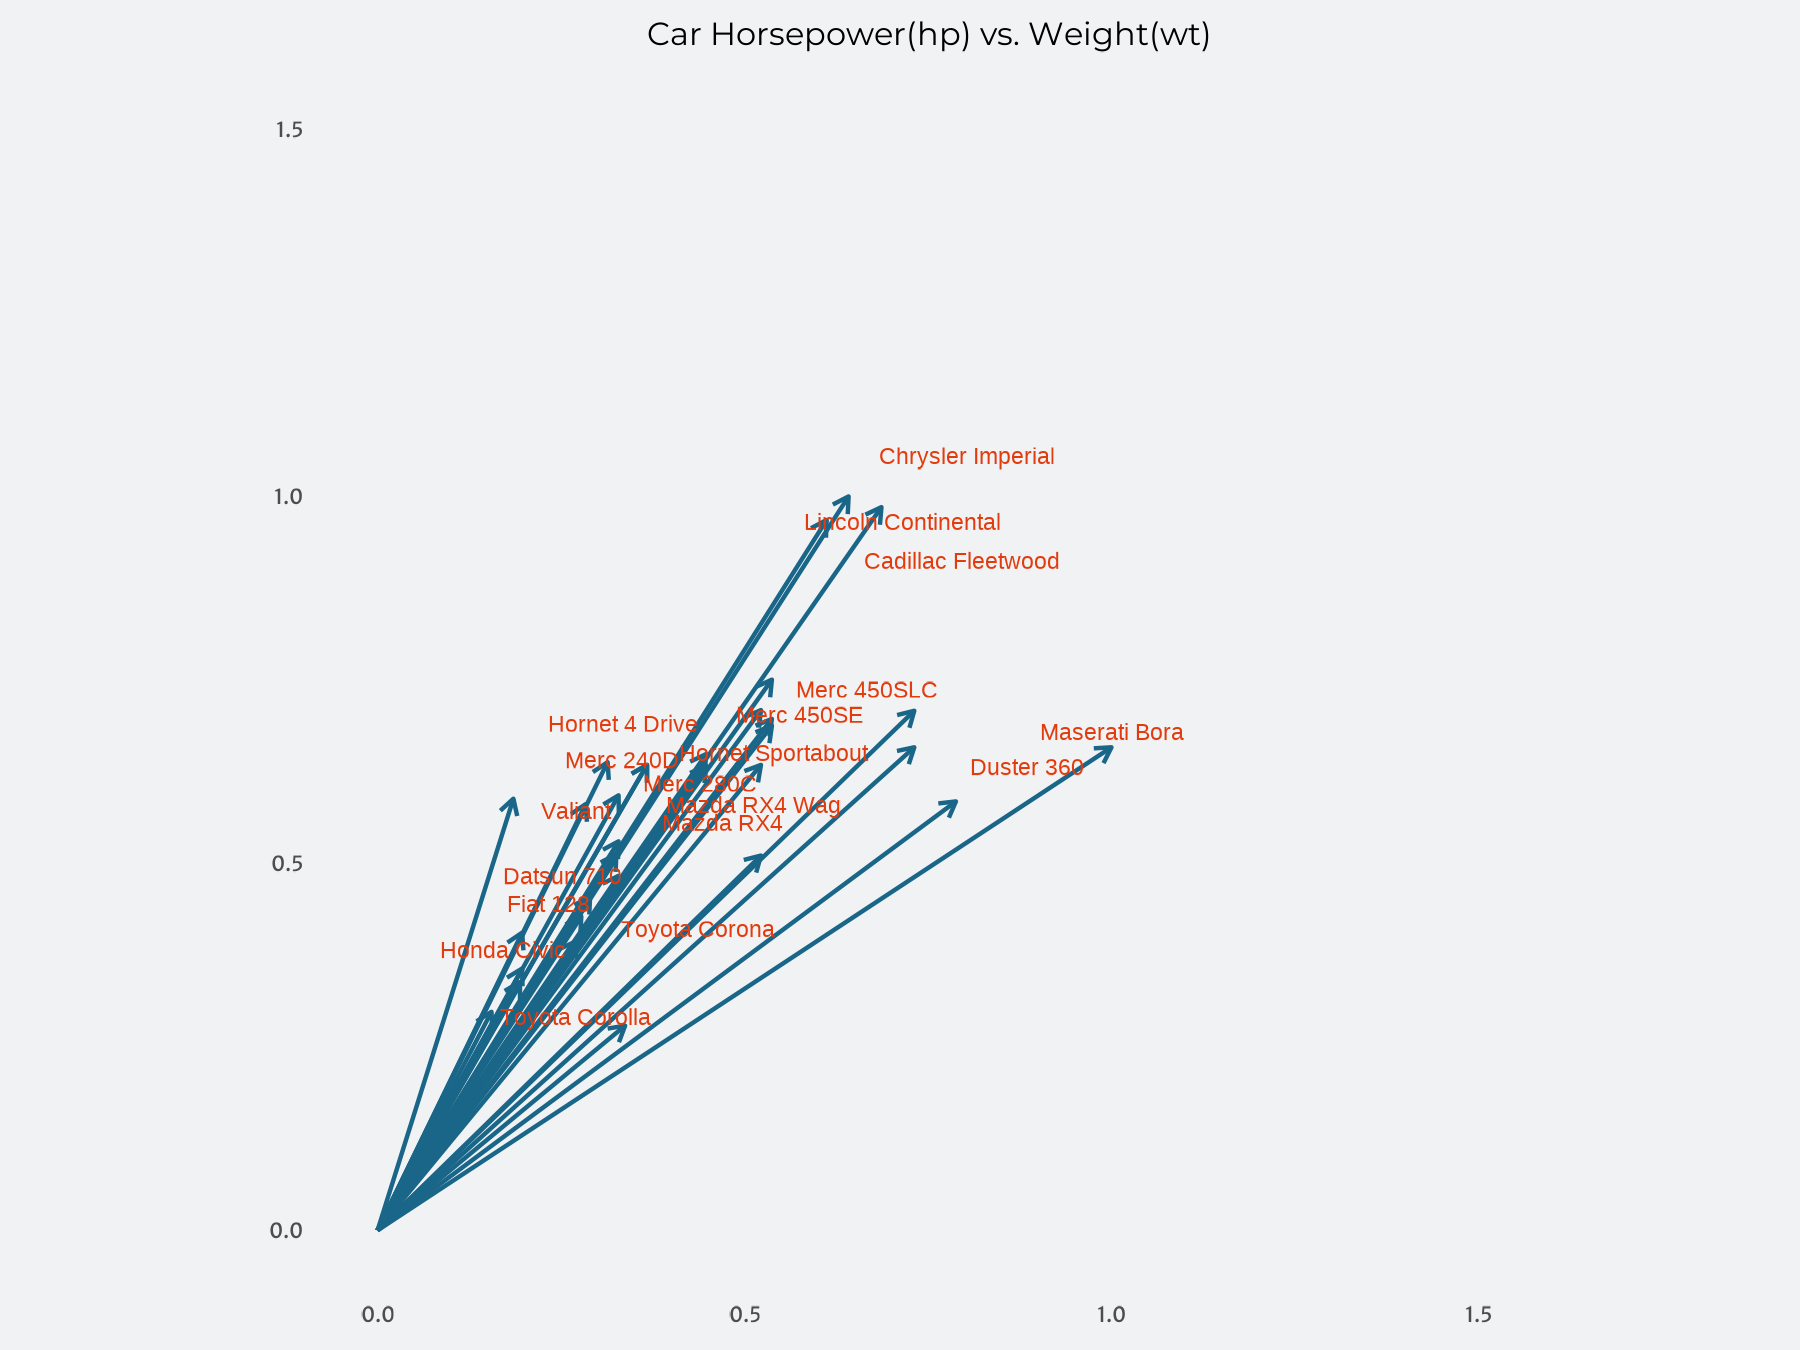 Car Horsepower(hp) vs. Weight(wt)
1.5
1.0
0.5
0.0
Chrysler Imperial
Lincoln Continental
Cadillac Fleetwood
Merc 450SLC
Merc 450SE
Hornet 4 Drive
Maserati Bora
Hornet Sportabout
Merc 240D
Duster 360
Merc 280C
Mazda RX4 Wag
Valiant
Mazda RX4
Datsun 710
Fiat 128
Toyota Corona
Honda Civic
Toyota Corolla
0.0 0.5 1.0 1.5